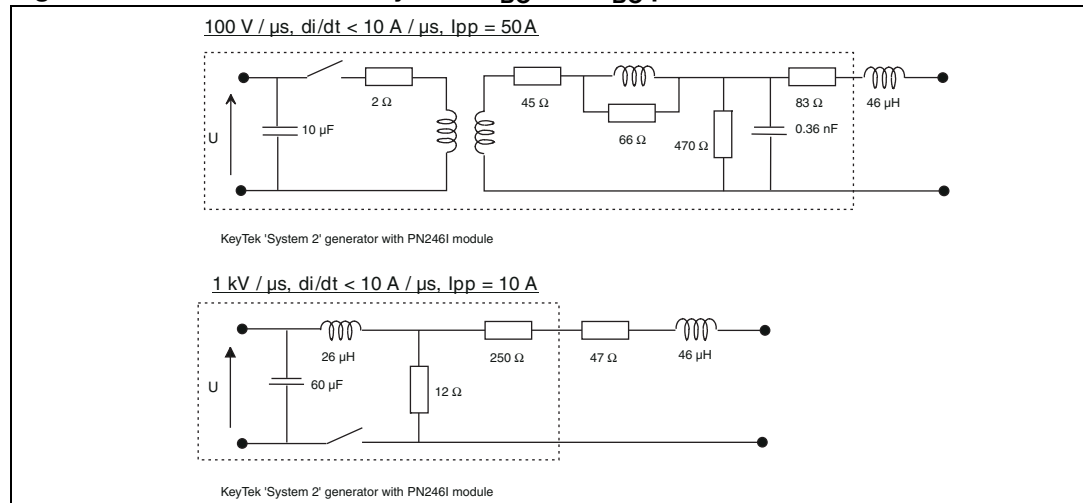 100 V / µs, di/dt < 10 A / µs, Ipp = 50 A
U
10 µF
2 Ω
45 Ω
66 Ω
470 Ω
83 Ω
0.36 nF
46 µH
KeyTek 'System 2' generator with PN246I module
1 kV / µs, di/dt < 10 A / µs, Ipp = 10 A
U
60 µF
26 µH
12 Ω
250 Ω
47 Ω
46 µH
KeyTek 'System 2' generator with PN246I module